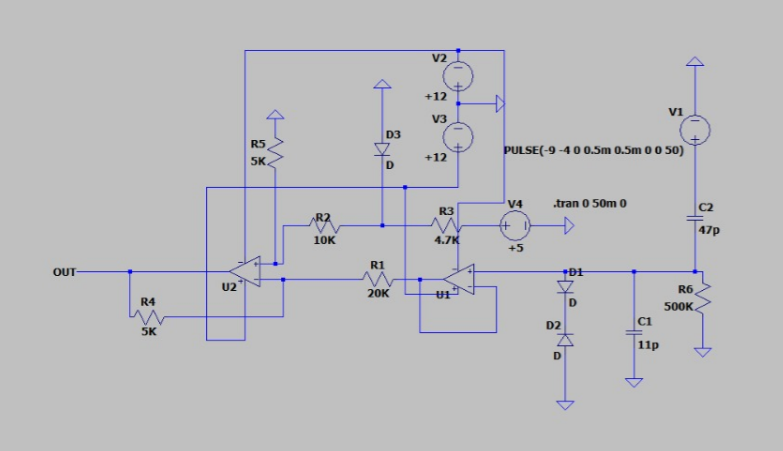 V2
+12
V3
+12
V1
PULSE(-9 -4 0 0.5m 0.5m 0 0 50)
R5
5K
D3
D
C2
47p
R2
10K
R3
4.7K
V4
+5
.tran 0 50m 0
OUT
U2
R1
20K
U1
D1
D
R6
500K
R4
5K
D2
D
C1
11p